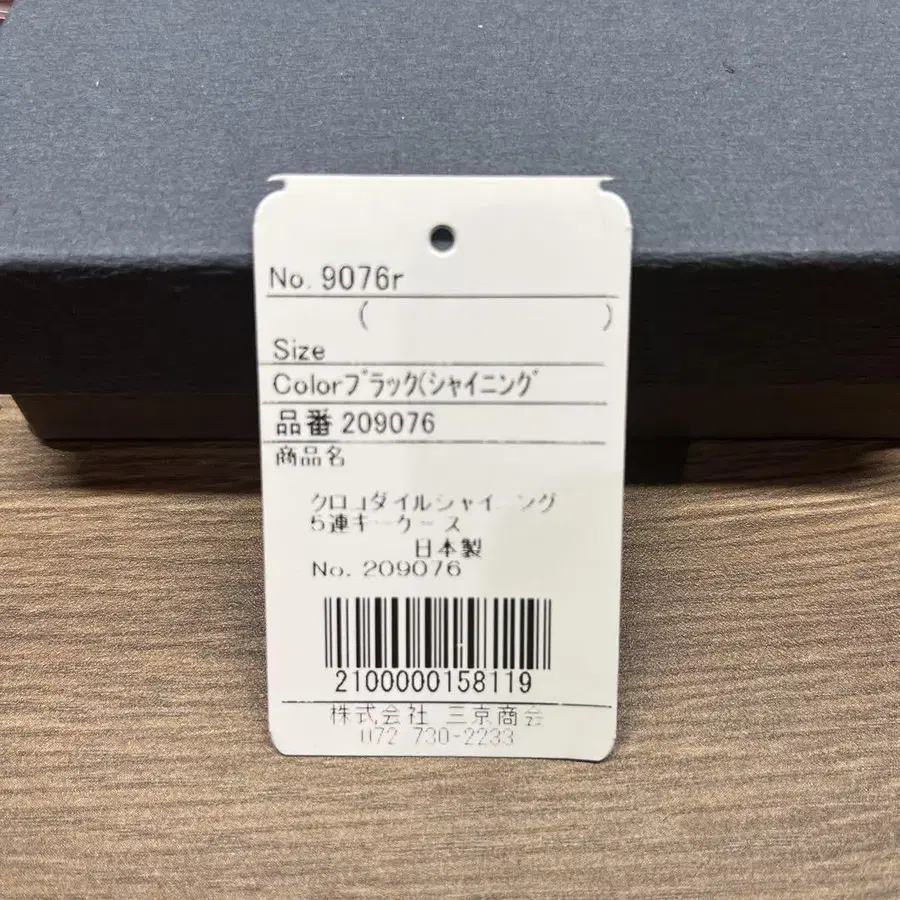 No. 9076r
( )
Size
Colorﾌﾞﾗｯｸ(ｼｬｲﾆﾝｸﾞ
品番 209076
商品名
クロコダイルシャイニング
5連キーケース
日本製
No. 209076
2100000158119
株式会社 三京商会
072 730-2233